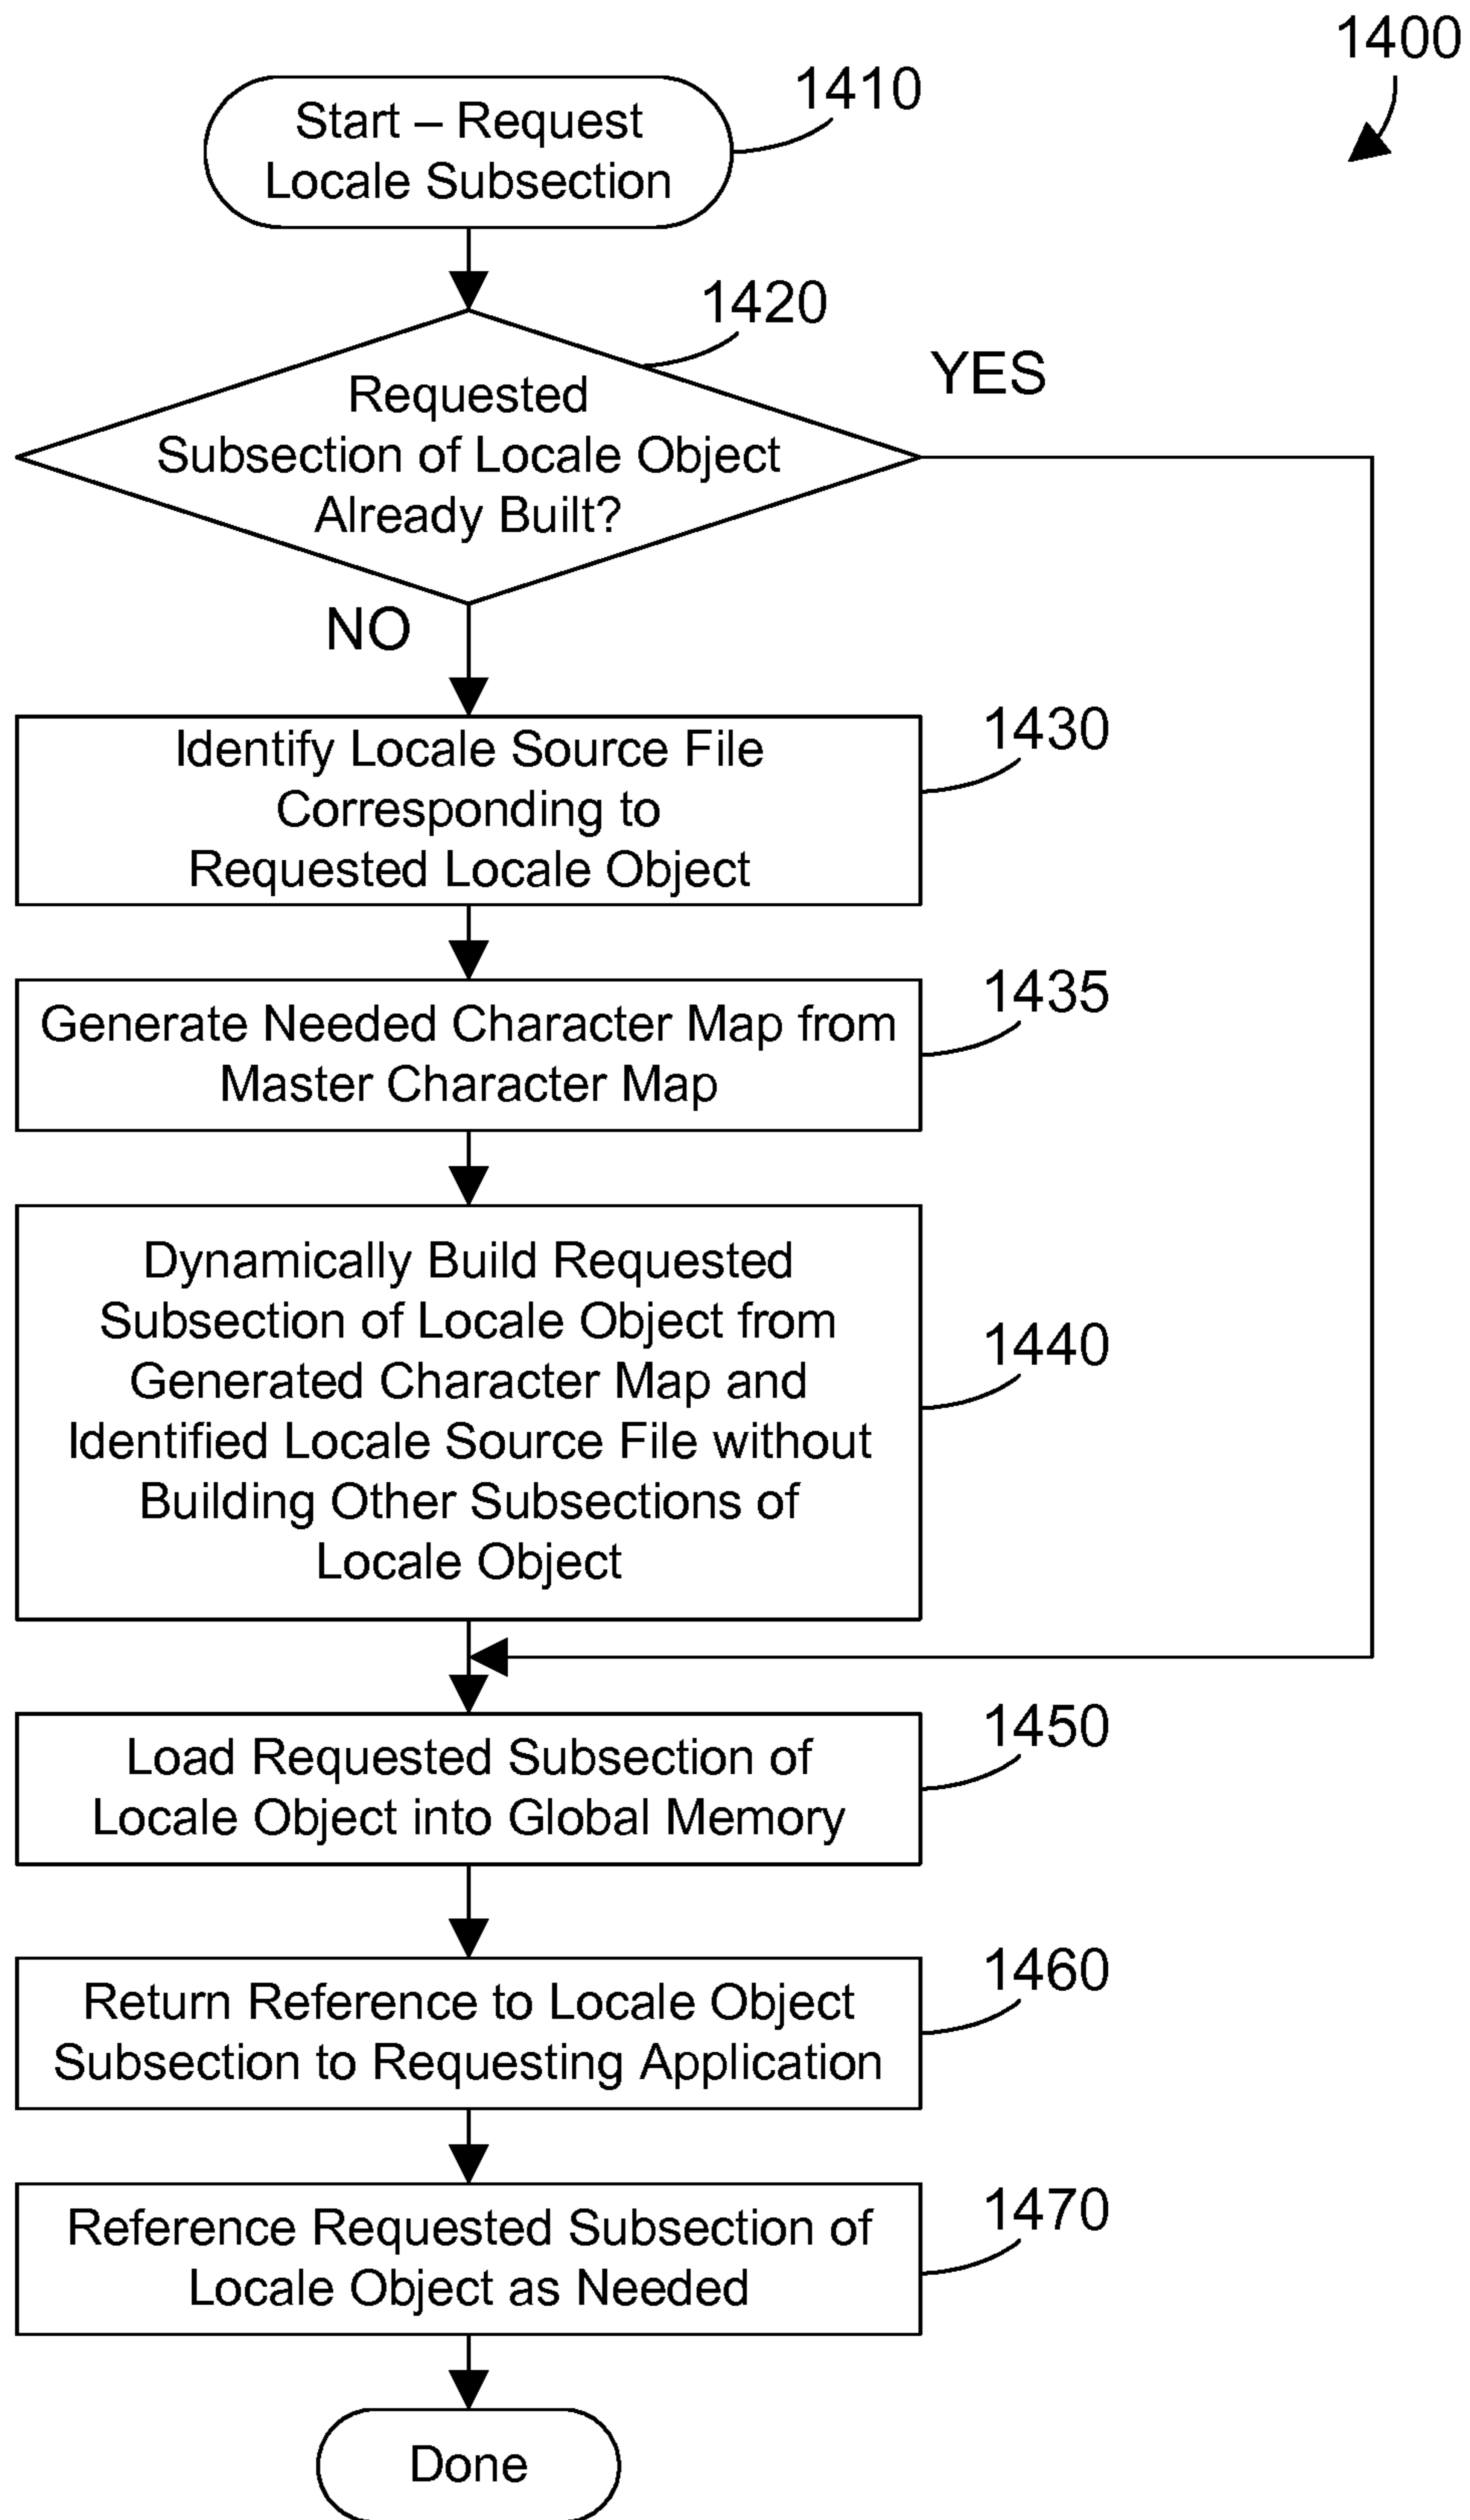 1400
1410
Start – Request
Locale Subsection
1420
YES
Requested
Subsection of Locale Object
Already Built?
NO
1430
Identify Locale Source File
Corresponding to
Requested Locale Object
1435
Generate Needed Character Map from
Master Character Map
Dynamically Build Requested
Subsection of Locale Object from
1440
Generated Character Map and
Identified Locale Source File without
Building Other Subsections of
Locale Object
1450
Load Requested Subsection of
Locale Object into Global Memory
1460
Return Reference to Locale Object
Subsection to Requesting Application
1470
Reference Requested Subsection of
Locale Object as Needed
Done